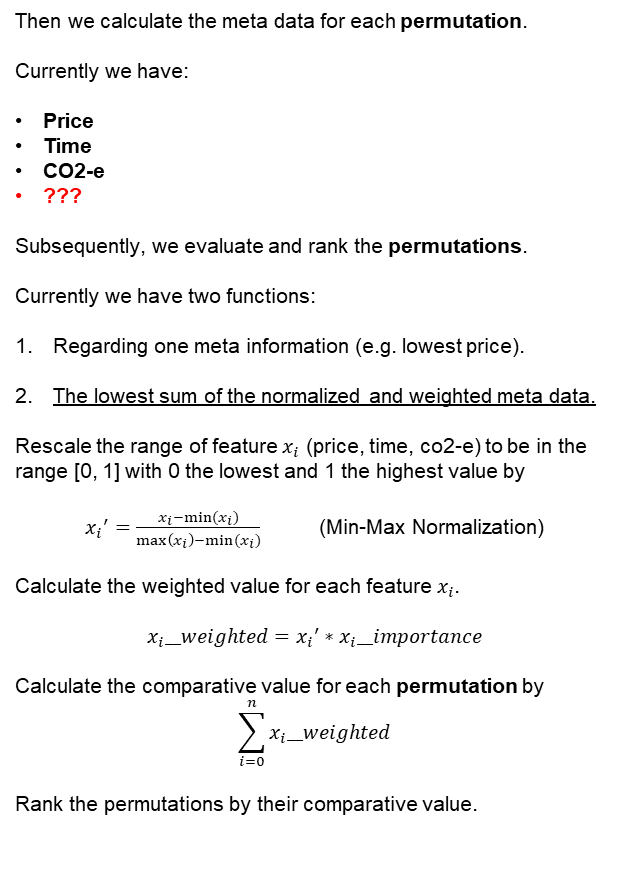 Then we calculate the meta data for each permutation.
Currently we have:
• Price
• Time
• CO2-e
• ???
Subsequently, we evaluate and rank the permutations.
Currently we have two functions:
1. Regarding one meta information (e.g. lowest price).
2. The lowest sum of the normalized and weighted meta data.
Rescale the range of feature xᵢ (price, time, co2-e) to be in the
range [0, 1] with 0 the lowest and 1 the highest value by
xᵢ′ = (xᵢ−min(xᵢ))/(max(xᵢ)−min(xᵢ)) (Min-Max Normalization)
Calculate the weighted value for each feature xᵢ.
xᵢ_weighted = xᵢ′ * xᵢ_importance
Calculate the comparative value for each permutation by
n
∑ xᵢ_weighted
i=0
Rank the permutations by their comparative value.